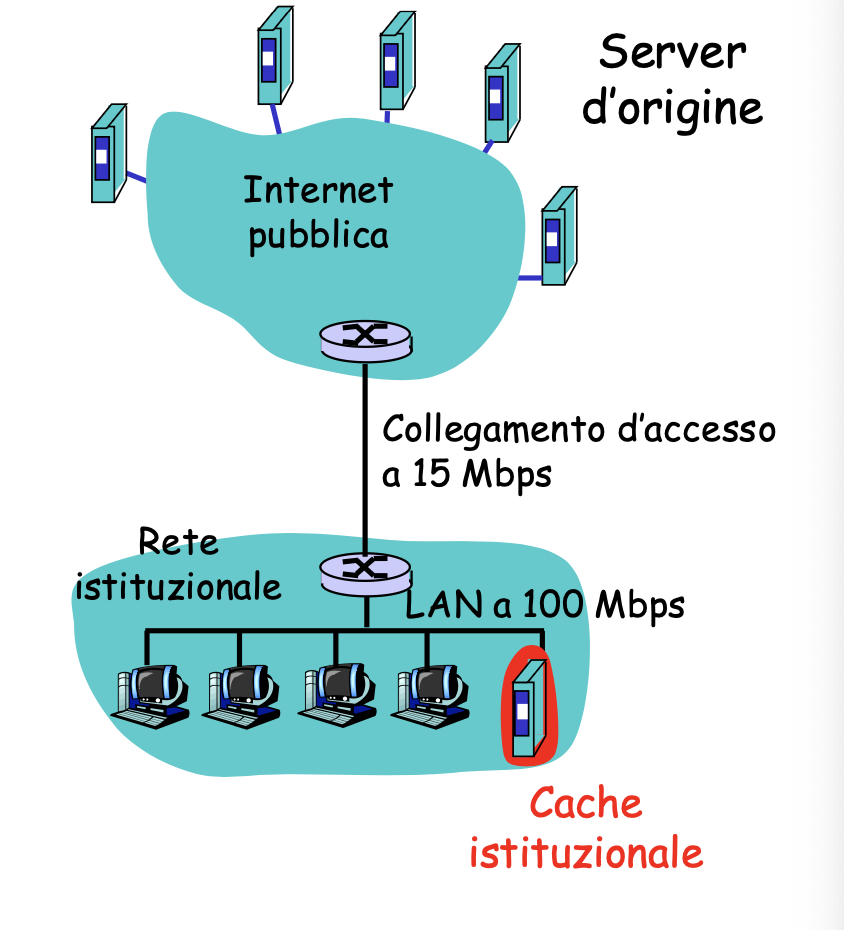 Server
d'origine
Internet
pubblica
Collegamento d'accesso
a 15 Mbps
Rete
istituzionale
LAN a 100 Mbps
Cache
istituzionale